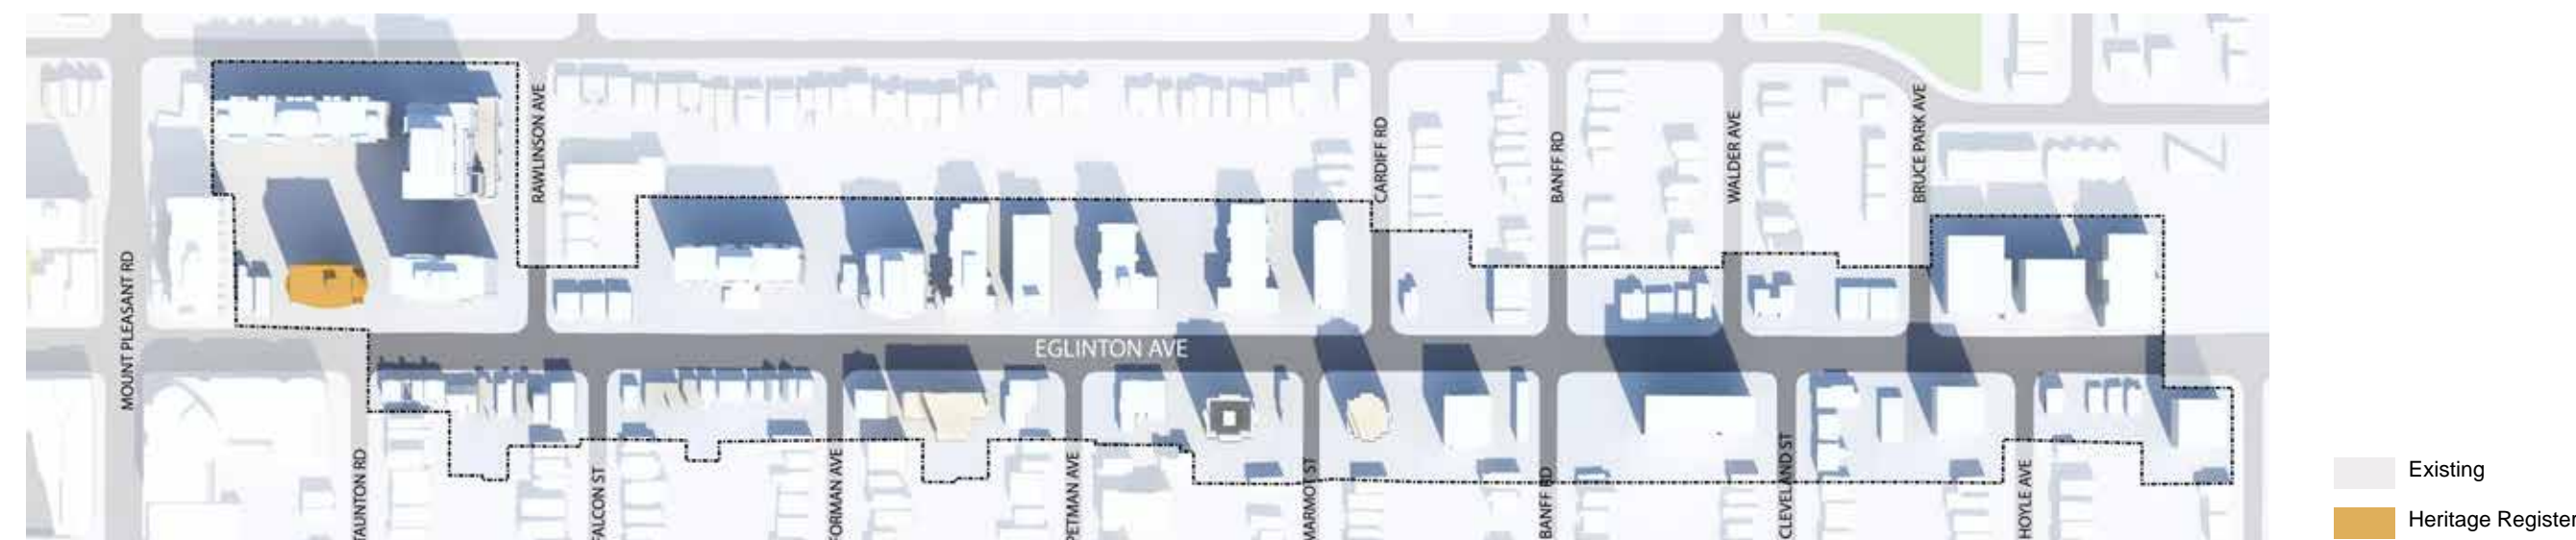 RAWLINSON AVE
CARDIFF RD
BANFF RD
WALDER AVE
BRUCE PARK AVE
MOUNT PLEASANT RD
EGLINTON AVE
TAUNTON RD
FALCON ST
FORMAN AVE
PETMAN AVE
MARMOT ST
BANFF RD
CLEVELAND ST
HOYLE AVE
Existing
Heritage Register